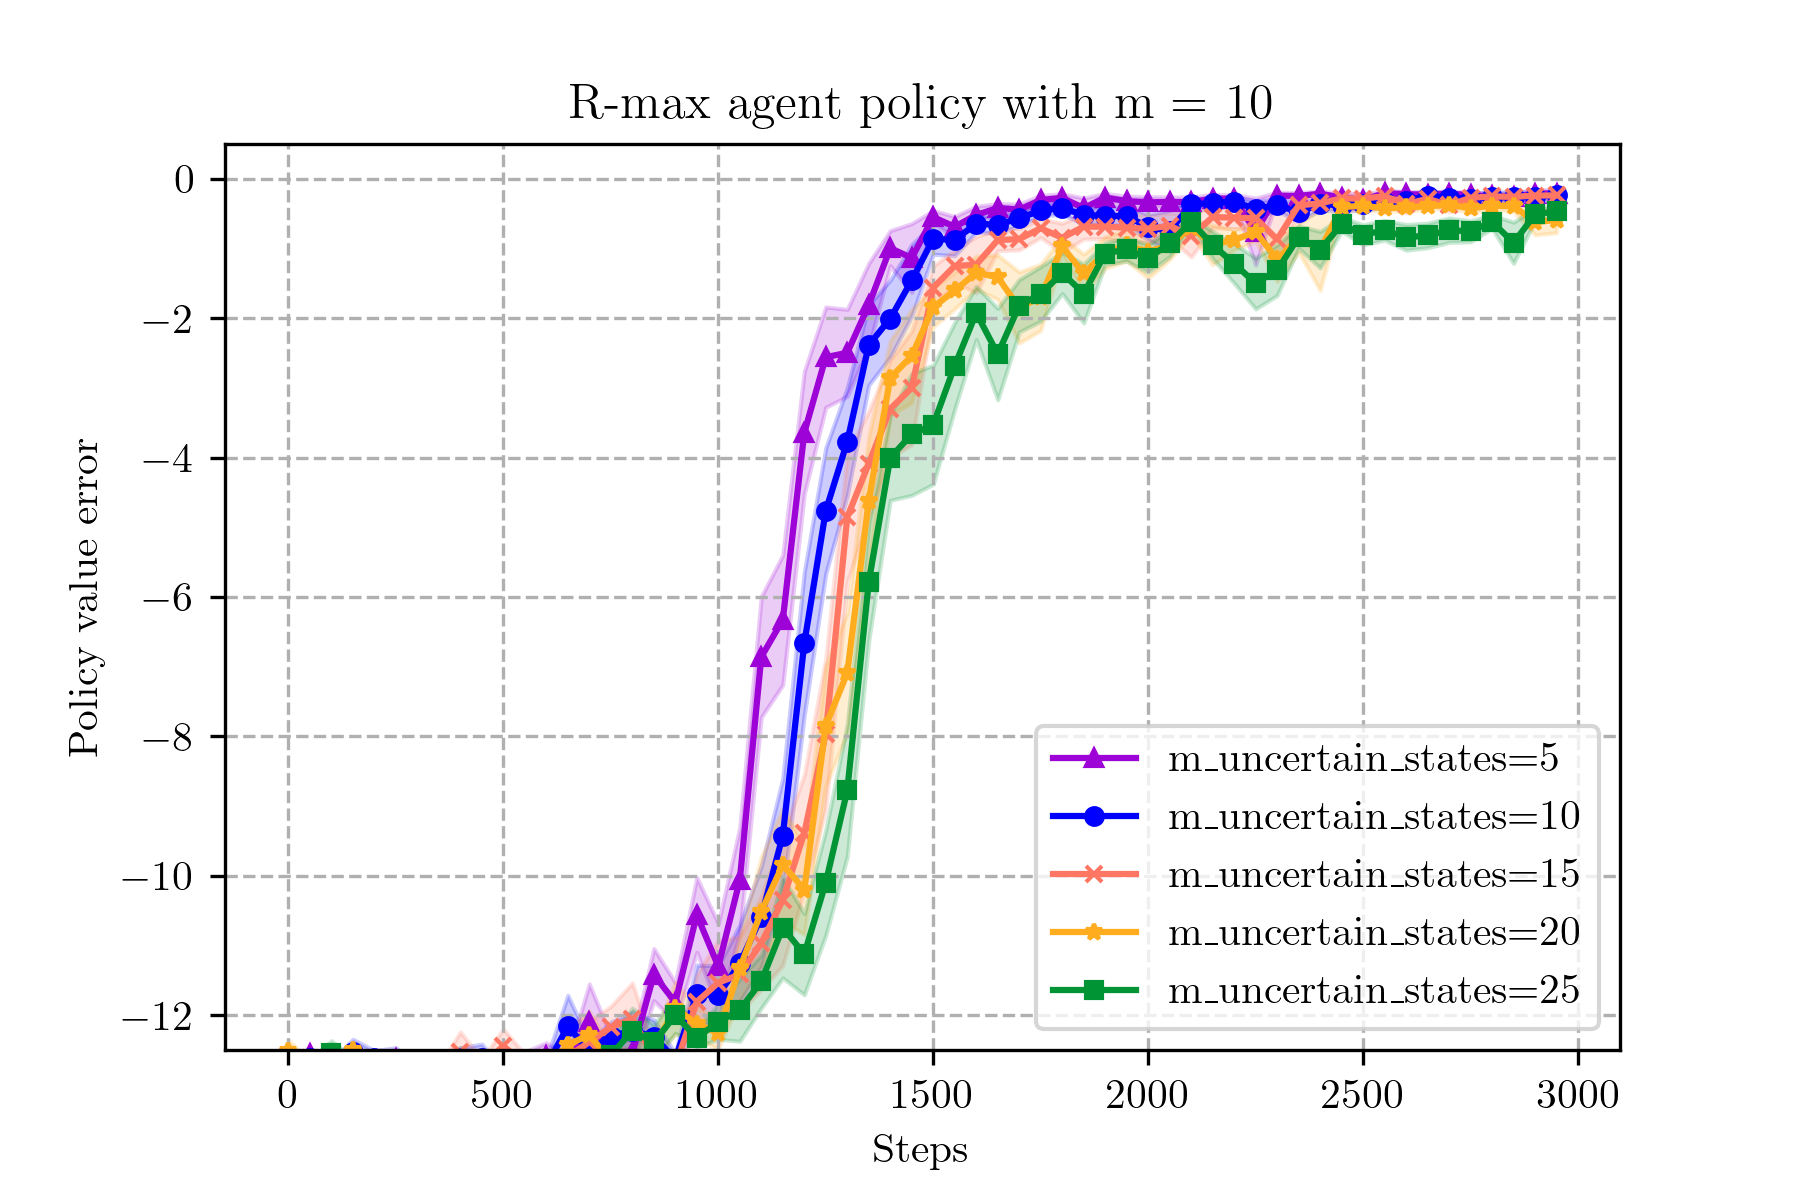 R-max agent policy with m = 10
0
−2
−4
−6
−8
−10
−12
Policy value error
m_uncertain_states=5
m_uncertain_states=10
m_uncertain_states=15
m_uncertain_states=20
m_uncertain_states=25
0 500 1000 1500 2000 2500 3000
Steps